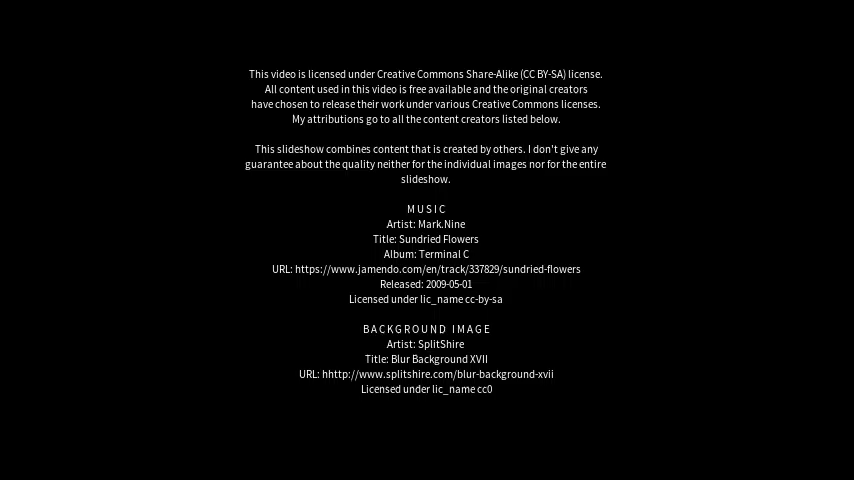 This video is licensed under Creative Commons Share-Alike (CC BY-SA) license.
All content used in this video is free available and the original creators
have chosen to release their work under various Creative Commons licenses.
My attributions go to all the content creators listed below.
This slideshow combines content that is created by others. I don't give any
guarantee about the quality neither for the individual images nor for the entire
slideshow.
MUSIC
Artist: Mark.Nine
Title: Sundried Flowers
Album: Terminal C
URL: https://www.jamendo.com/en/track/337829/sundried-flowers
Released: 2009-05-01
Licensed under lic_name cc-by-sa
BACKGROUND IMAGE
Artist: SplitShire
Title: Blur Background XVII
URL: hhttp://www.splitshire.com/blur-background-xvii
Licensed under lic_name cc0